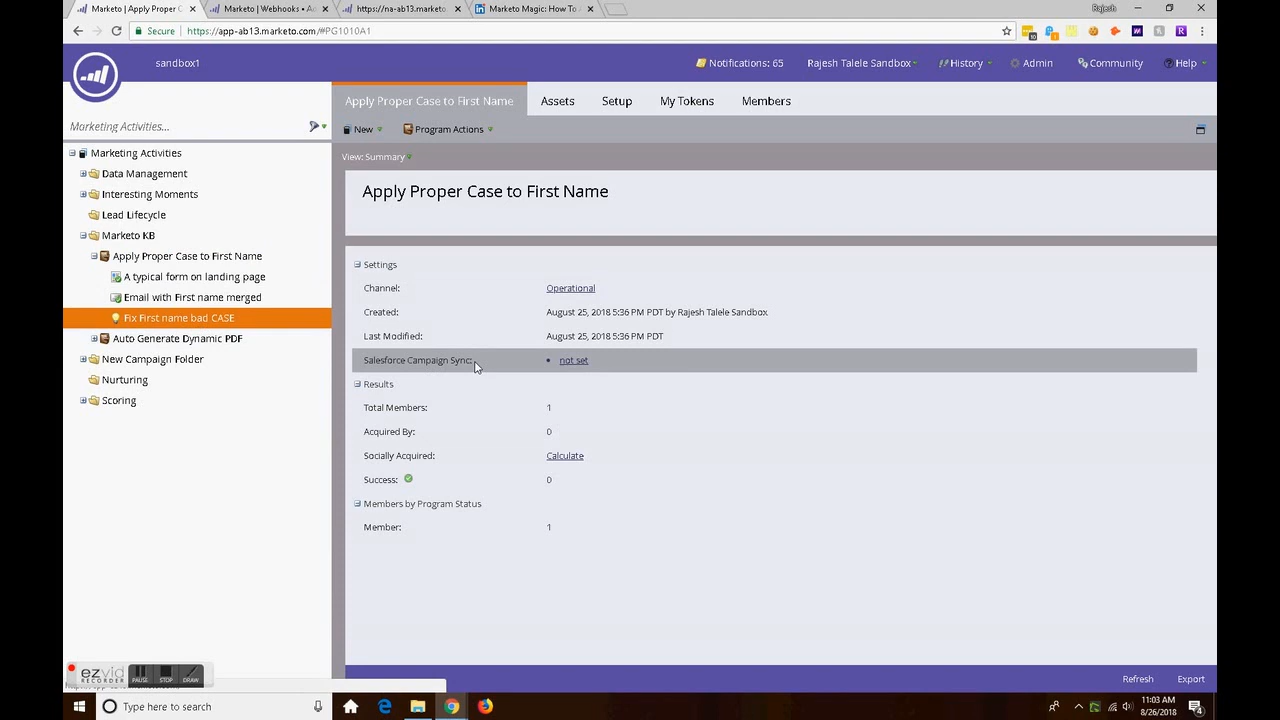 Marketo | Apply Proper C
Marketo | Webhooks • Ad
https://na-ab13.marketo
Marketo Magic: How To A
Rajesh
Secure
https://app-ab13.marketo.com/#PG1010A1
sandbox1
Notifications: 65
Rajesh Talele Sandbox
History
Admin
Community
Help
Marketing Activities...
Apply Proper Case to First Name
Assets
Setup
My Tokens
Members
New
Program Actions
View: Summary
Marketing Activities
Data Management
Interesting Moments
Lead Lifecycle
Marketo KB
Apply Proper Case to First Name
A typical form on landing page
Email with First name merged
Fix First name bad CASE
Auto Generate Dynamic PDF
New Campaign Folder
Nurturing
Scoring
Apply Proper Case to First Name
Settings
Channel: Operational
Created: August 25, 2018 5:36 PM PDT by Rajesh Talele Sandbox
Last Modified: August 25, 2018 5:36 PM PDT
Salesforce Campaign Sync: • not set
Results
Total Members: 1
Acquired By: 0
Socially Acquired: Calculate
Success: 0
Members by Program Status
Member: 1
Refresh
Export
ezvid
RECORDER
PAUSE
STOP
DRAW
Type here to search
11:03 AM
8/26/2018
4